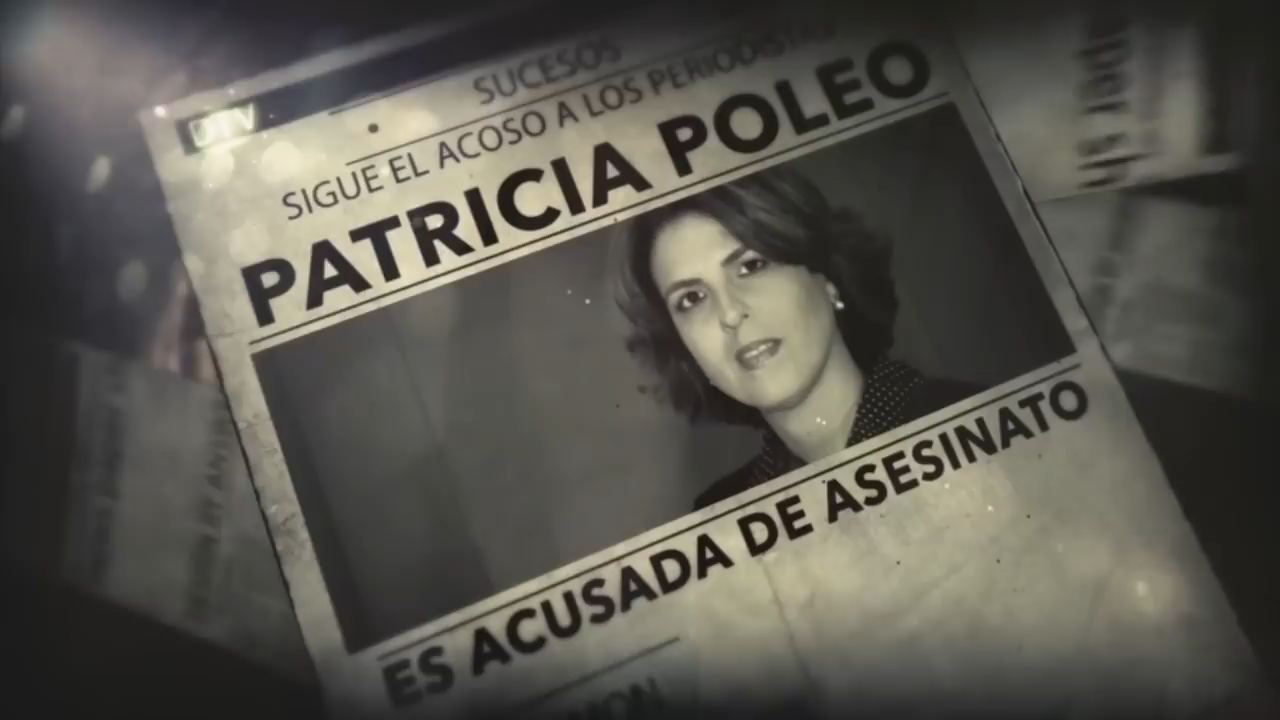 SUCESOS
SIGUE EL ACOSO A LOS PERIODISTAS
PATRICIA POLEO
ES ACUSADA DE ASESINATO